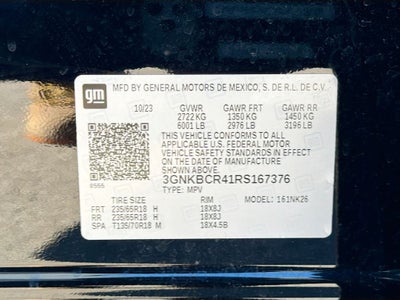 gm
MFD BY GENERAL MOTORS DE MEXICO, S. DE R.L. DE C.V.
10/23 GVWR GAWR FRT GAWR RR
2722 KG 1350 KG 1450 KG
6001 LB 2976 LB 3196 LB
THIS VEHICLE CONFORMS TO ALL
APPLICABLE U.S. FEDERAL MOTOR
VEHICLE SAFETY STANDARDS IN EFFECT
ON THE DATE OF MANUFACTURE SHOWN ABOVE.
3GNKBCR41RS167376
TYPE: MPV
TIRE SIZE RIM MODEL: 161NK26
FRT 235/65R18 H 18X8J
RR 235/65R18 H 18X8J
SPA T135/70R18 M 18X4.5B